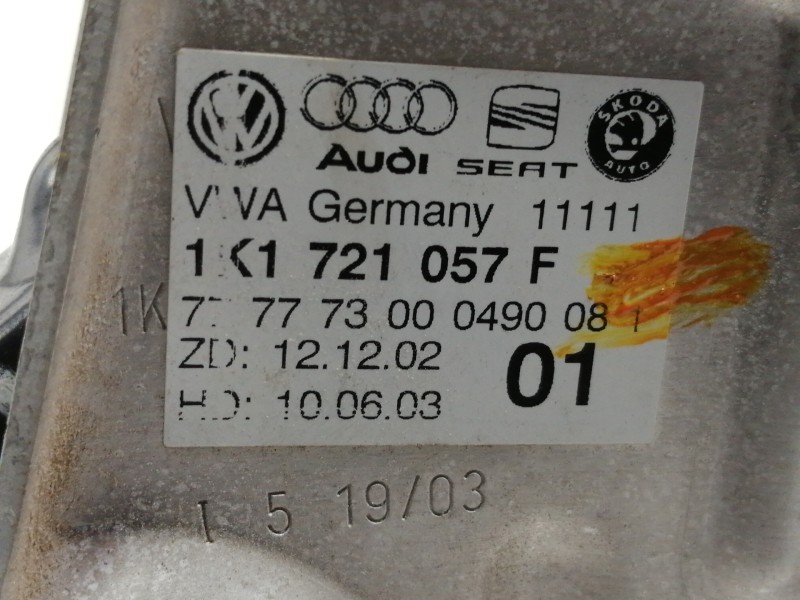 ŠKODA
AUTO
Audi SEAT
VWA Germany 11111
1K1 721 057 F
77 73 00 0490 08
ZD: 12.12.02
01
HD: 10.06.03
1K
5 19/03